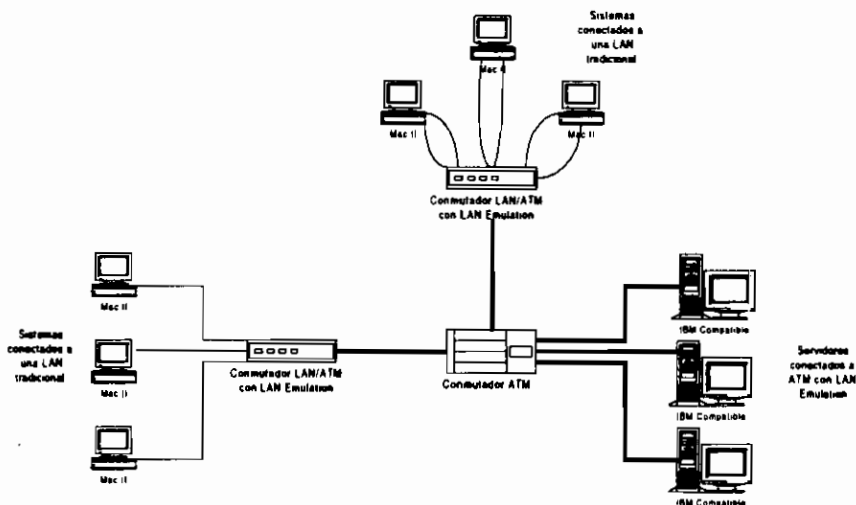 Sistemas
conectados a
una LAN
tradicional
Mac II
Mac II
Mac II
Conmutador LAN/ATM
con LAN Emulation
Mac II
Sistemas
conectados a
una LAN
tradicional
Mac II
Mac II
Conmutador LAN/ATM
con LAN Emulation
Conmutador ATM
IBM Compatible
IBM Compatible
IBM Compatible
Servidores
conectados a
ATM con LAN
Emulation